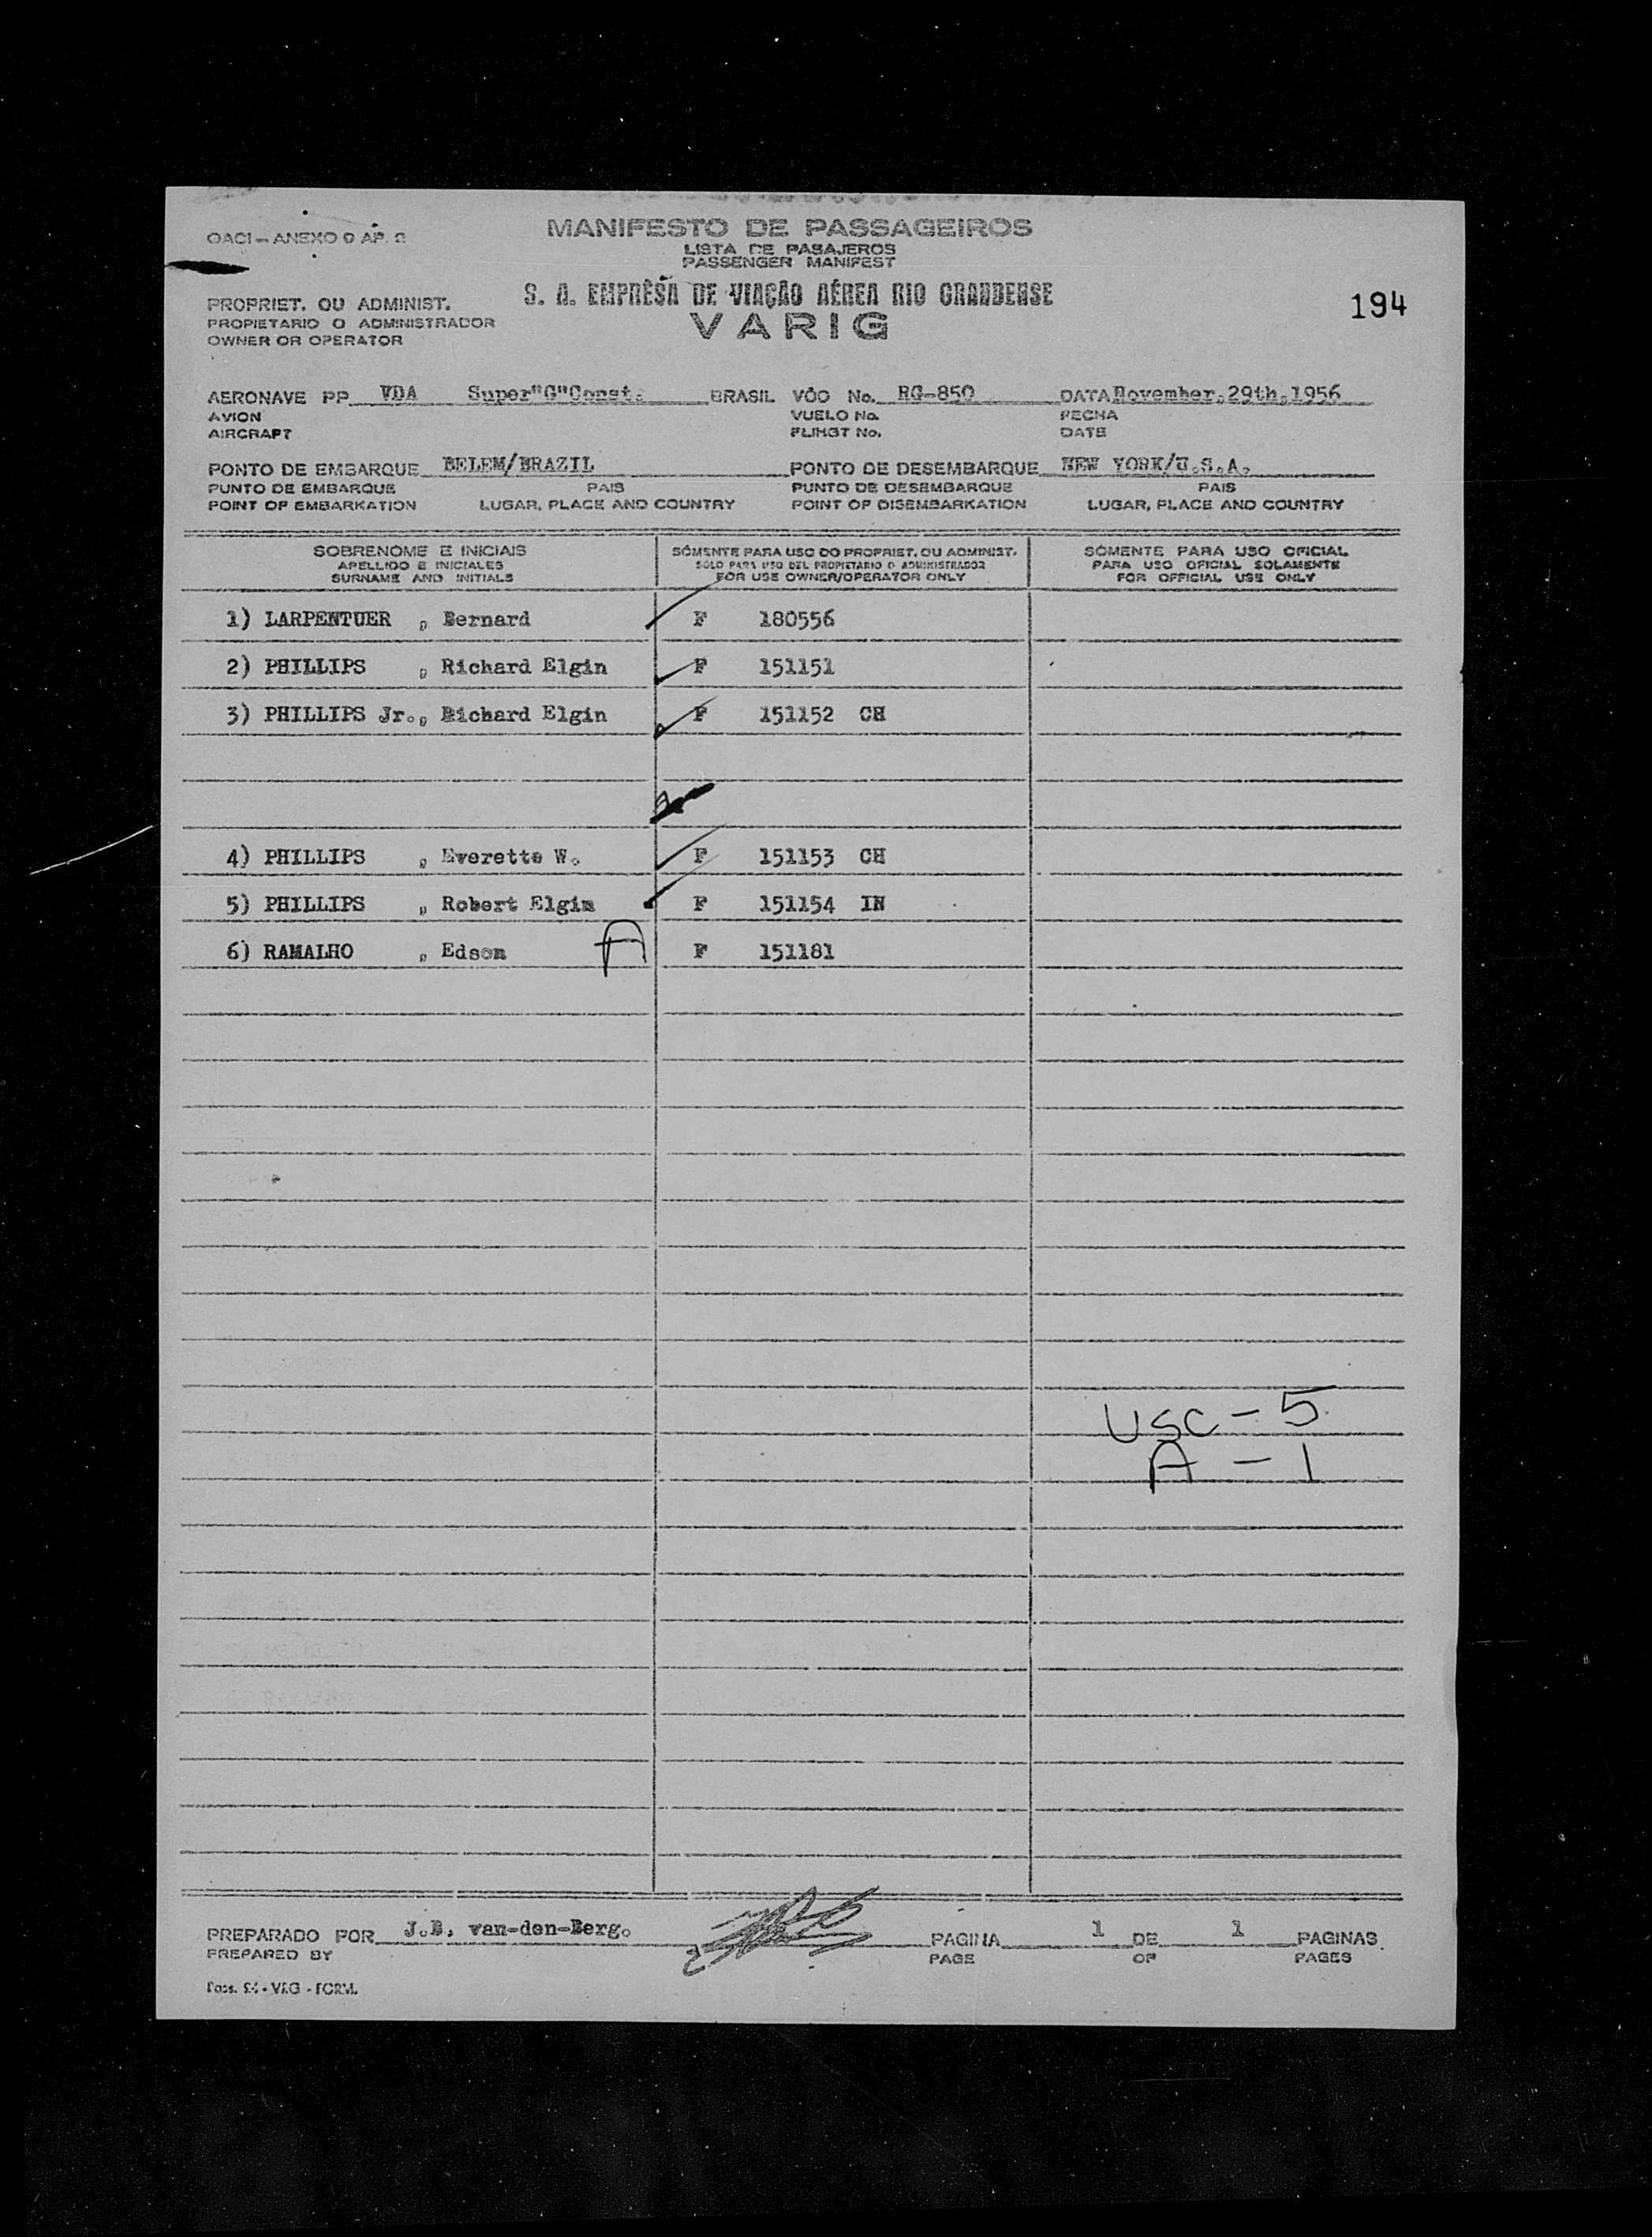 OACI — ANEXO 9 AP. 2
MANIFESTO DE PASSAGEIROS
LISTA DE PASAJEROS
PASSENGER MANIFEST
S. A. EMPRÊSA DE VIAÇÃO AÉREA RIO GRANDENSE
VARIG
194
PROPRIET. OU ADMINIST.
PROPIETARIO O ADMINISTRADOR
OWNER OR OPERATOR
AERONAVE PP VDA Super"G"Const. BRASIL VÔO No. RG-850 DATA November,29th,1956
AVION VUELO No. FECHA
AIRCRAFT FLIHGT No. DATE
PONTO DE EMBARQUE BELEM/BRAZIL PONTO DE DESEMBARQUE NEW YORK/U.S.A.
PUNTO DE EMBARQUE PAIS PUNTO DE DESEMBARQUE PAIS
POINT OF EMBARKATION LUGAR, PLACE AND COUNTRY POINT OF DISEMBARKATION LUGAR, PLACE AND COUNTRY
SOBRENOME E INICIAIS SÓMENTE PARA USO DO PROPRIET. OU ADMINIST. SÓMENTE PARA USO OFICIAL
APELLIDO E INICIALES SOLO PARA USO DEL PROPIETARIO O ADMINISTRADOR PARA USO OFICIAL SOLAMENTE
SURNAME AND INITIALS FOR USE OWNER/OPERATOR ONLY FOR OFFICIAL USE ONLY
1) LARPENTUER , Bernard F 180556
2) PHILLIPS , Richard Elgin F 151151
3) PHILLIPS Jr., Richard Elgin F 151152 CH
4) PHILLIPS , Everette W. F 151153 CH
5) PHILLIPS , Robert Elgin F 151154 IN
6) RAMALHO , Edson A F 151181
USC - 5
A - 1
PREPARADO POR J.B. van-den-Berg. PAGINA 1 DE 1 PAGINAS
PREPARED BY PAGE OF PAGES